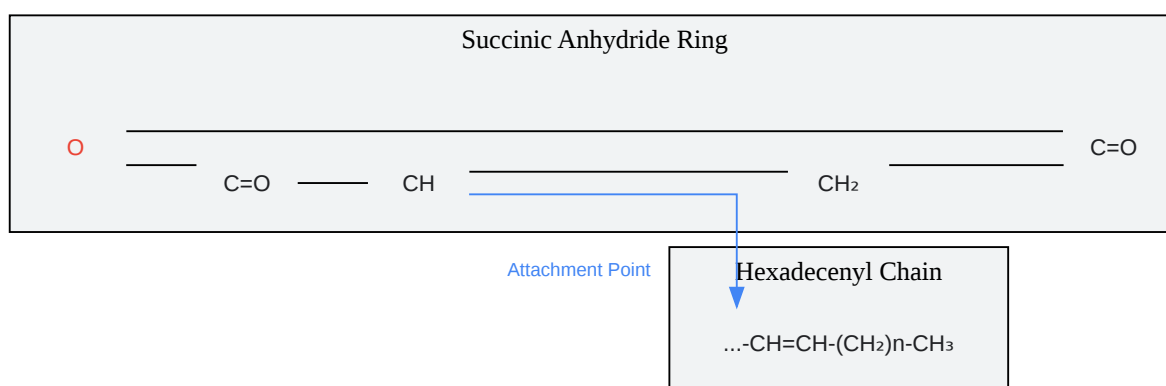 Succinic Anhydride Ring
O
C=O
C=O
CH
CH₂
Attachment Point
Hexadecenyl Chain
...-CH=CH-(CH₂)n-CH₃